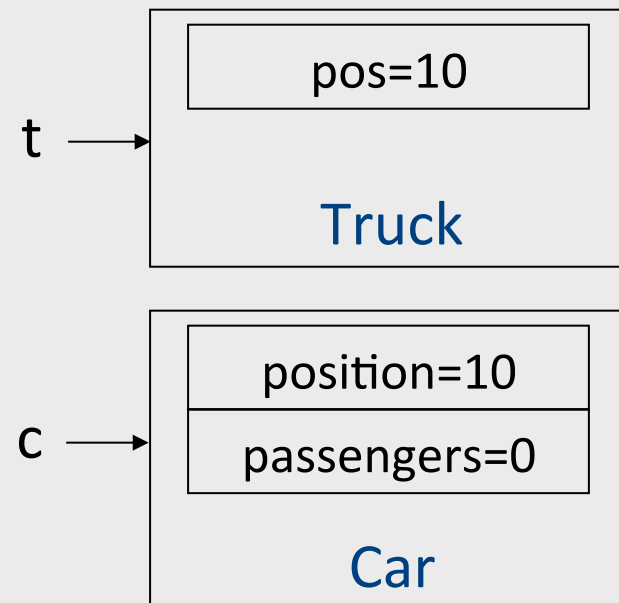 pos=10
t
Truck
position=10
c
passengers=0
Car